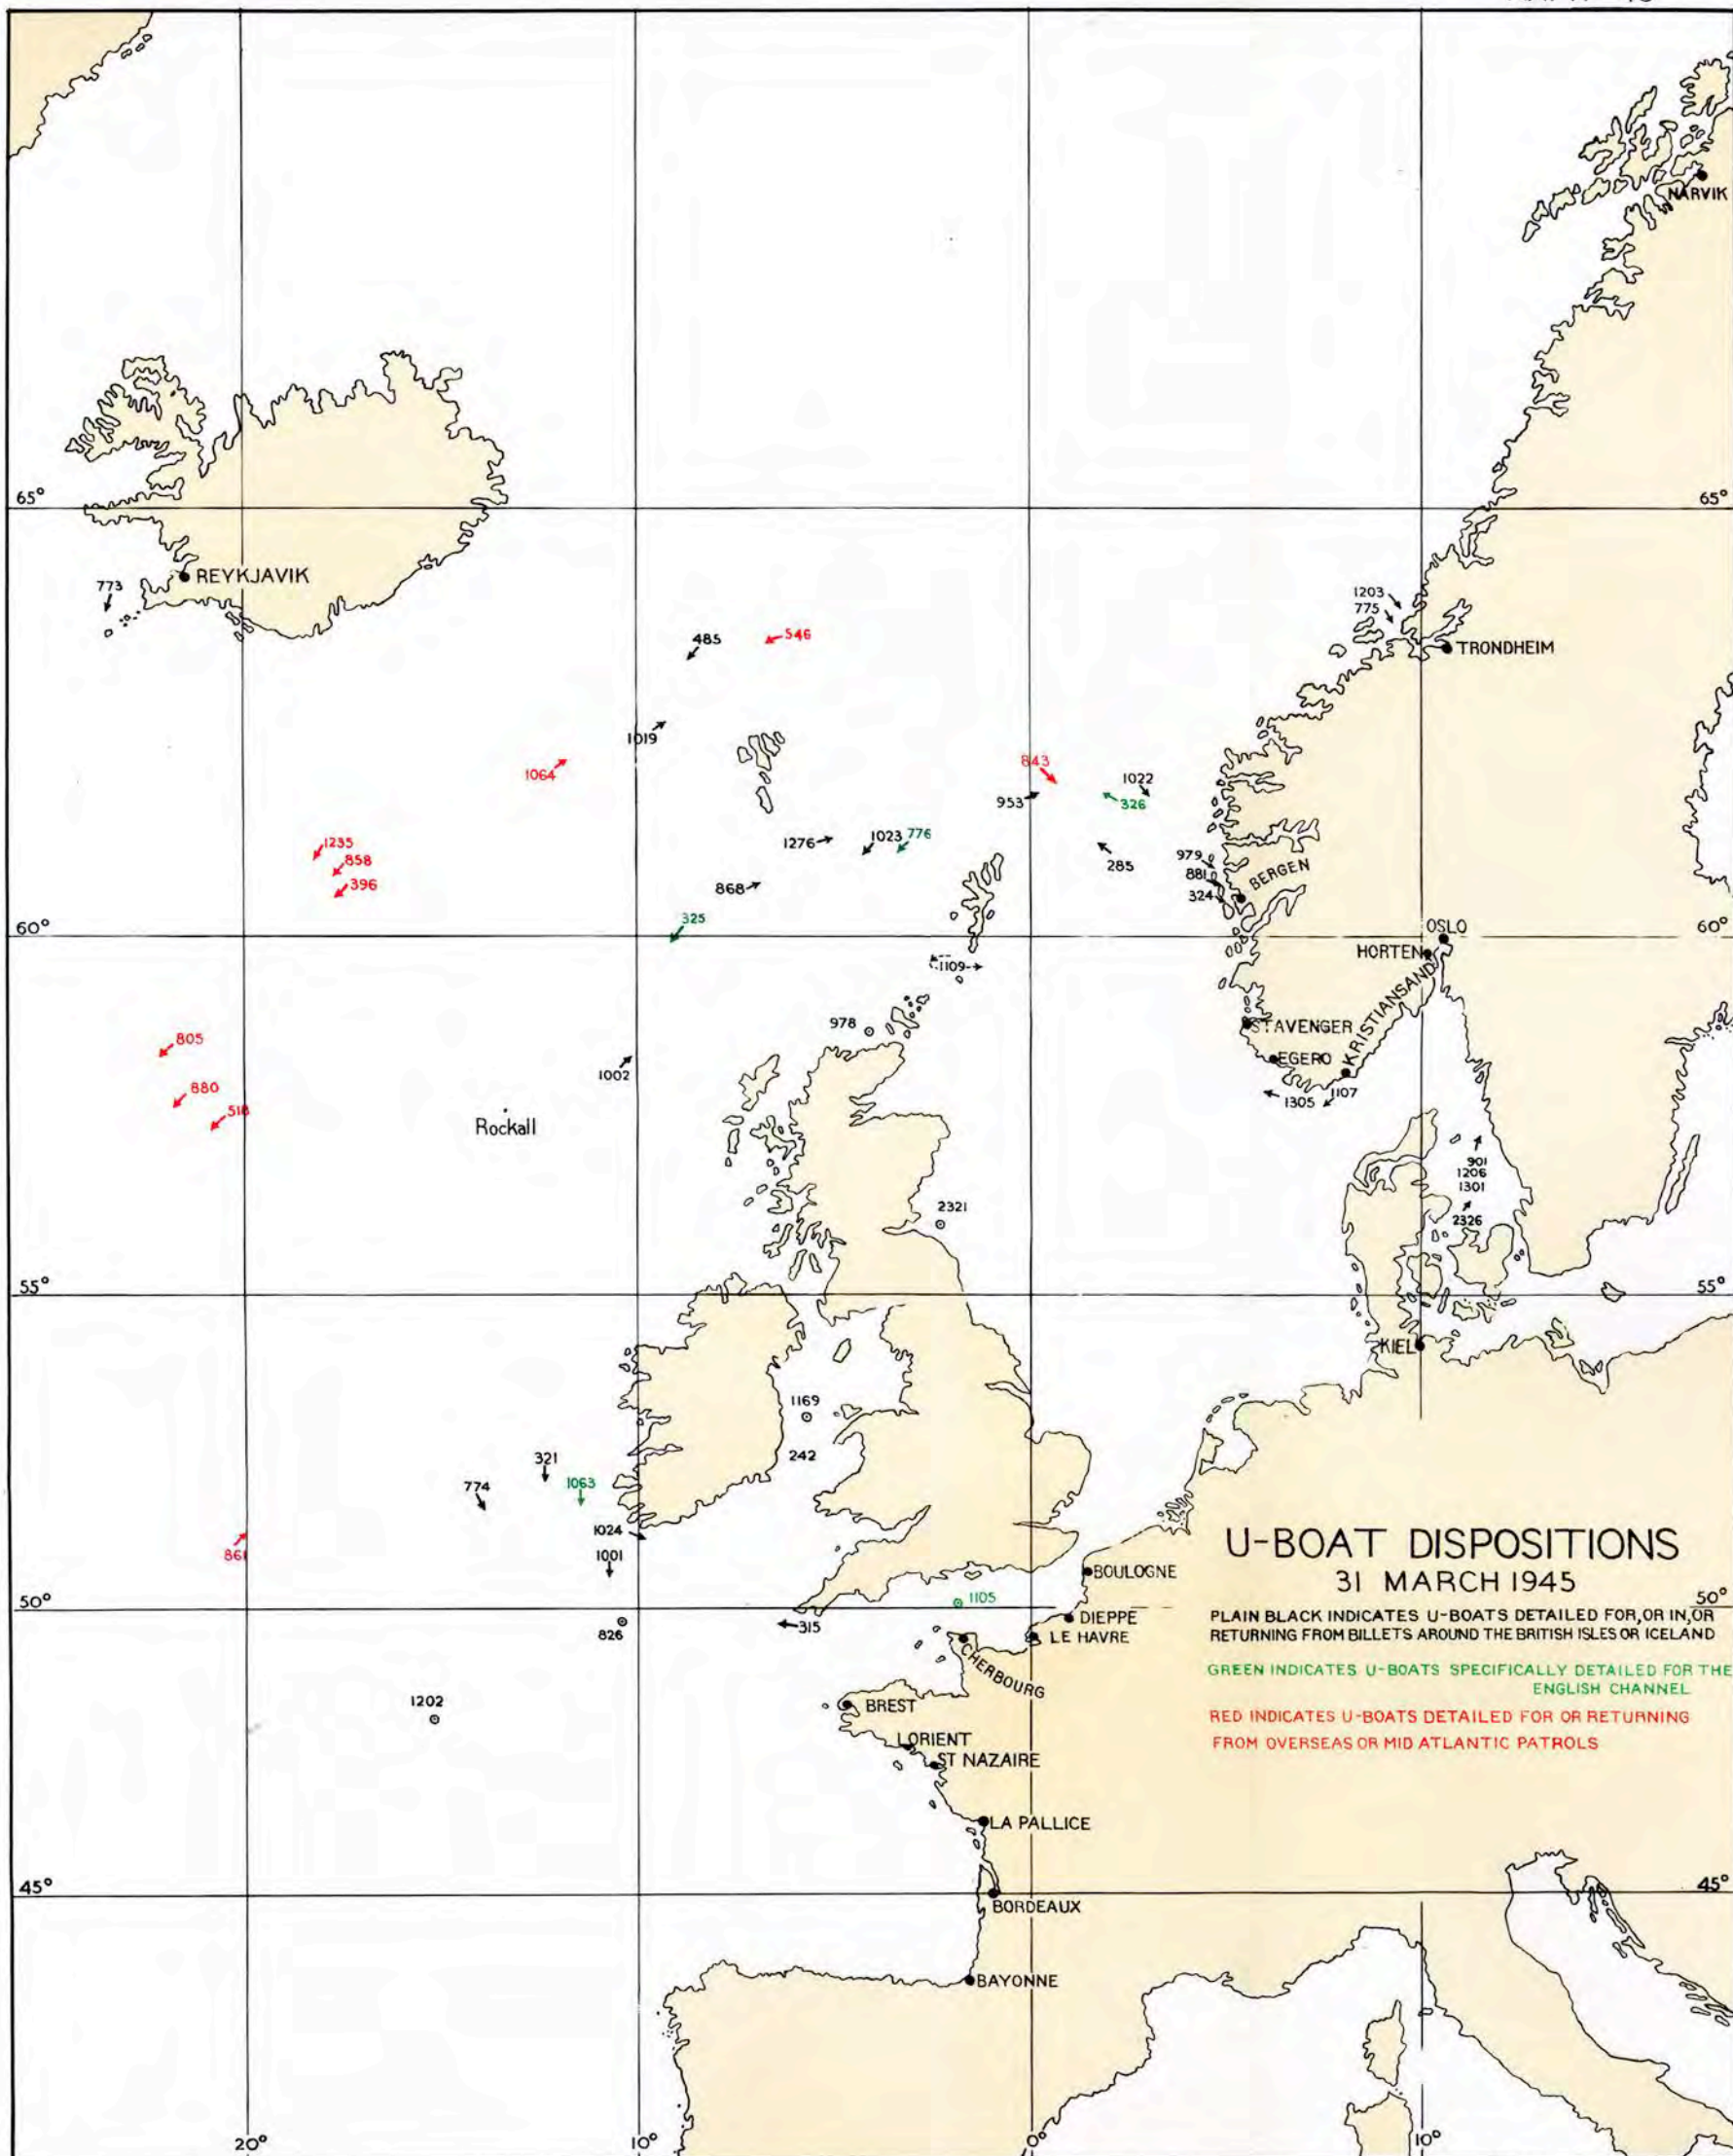 NARVIK
65°
65°
REYKJAVIK
773
1203
775
TRONDHEIM
485
546
1019
1064
843
953
1022
326
1235
858
396
1276
1023
776
285
868
979
881
324
BERGEN
325
60°
60°
OSLO
HORTEN
1109
KRISTIANSAND
978
STAVENGER
805
EGERO
1002
880
518
1305
1107
Rockall
901
1206
1301
2326
2321
55°
55°
KIEL
1169
242
321
774
1063
1024
861
1001
U-BOAT DISPOSITIONS
31 MARCH 1945
BOULOGNE
1105
50°
50°
DIEPPE
PLAIN BLACK INDICATES U-BOATS DETAILED FOR, OR IN, OR
RETURNING FROM BILLETS AROUND THE BRITISH ISLES OR ICELAND
826
315
LE HAVRE
CHERBOURG
GREEN INDICATES U-BOATS SPECIFICALLY DETAILED FOR THE
ENGLISH CHANNEL
1202
BREST
RED INDICATES U-BOATS DETAILED FOR OR RETURNING
FROM OVERSEAS OR MID ATLANTIC PATROLS
LORIENT
ST NAZAIRE
LA PALLICE
45°
45°
BORDEAUX
BAYONNE
20°
10°
0°
10°